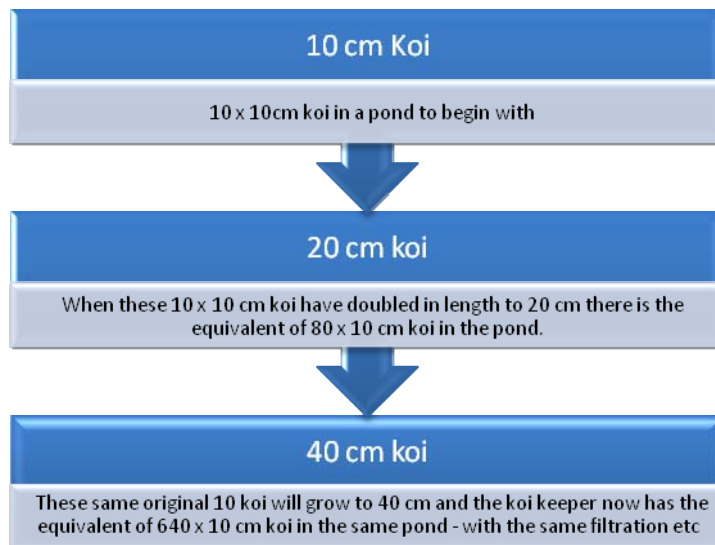 10 cm Koi
10 x 10cm koi in a pond to begin with
20 cm koi
When these 10 x 10 cm koi have doubled in length to 20 cm there is the
equivalent of 80 x 10 cm koi in the pond.
40 cm koi
These same original 10 koi will grow to 40 cm and the koi keeper now has the
equivalent of 640 x 10 cm koi in the same pond - with the same filtration etc